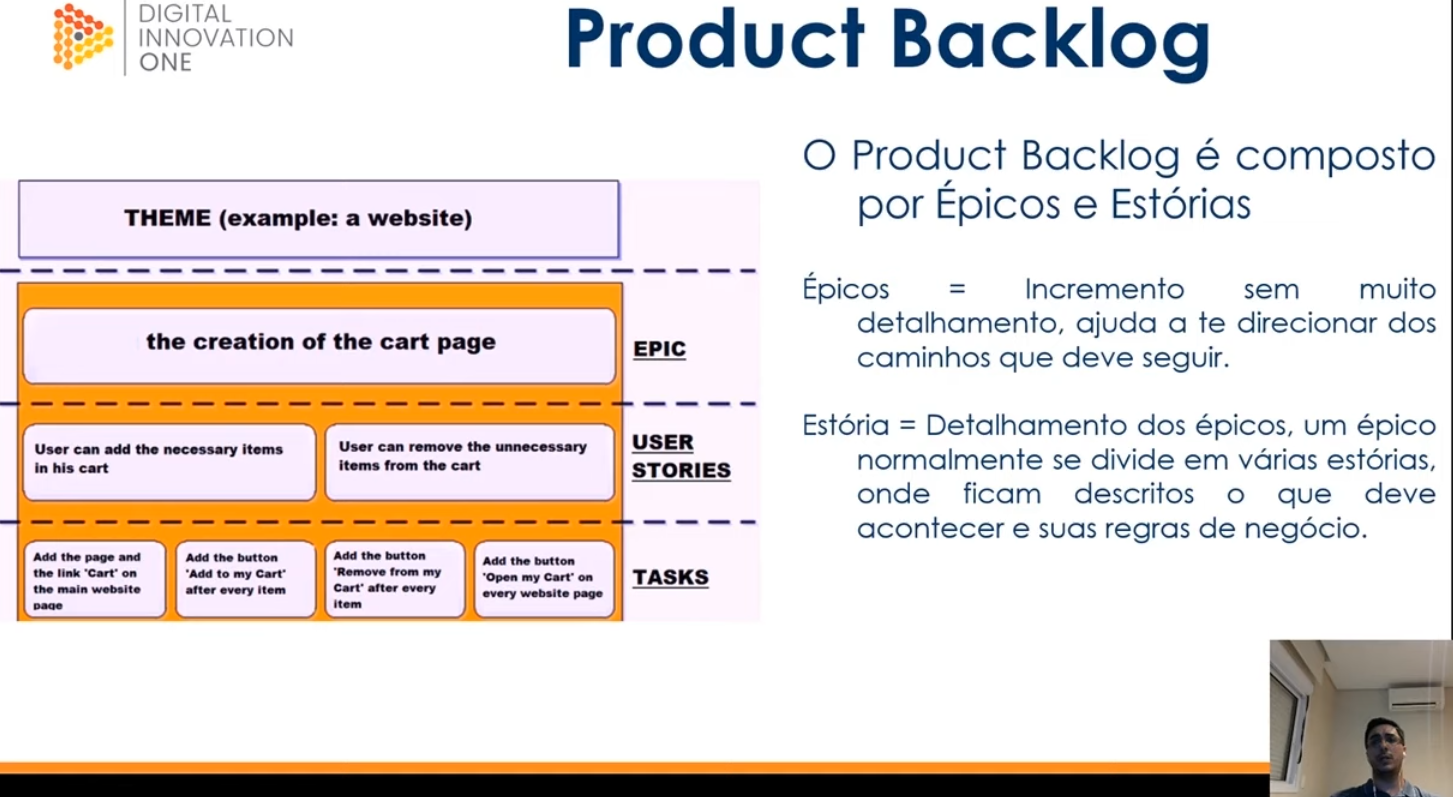 DIGITAL
INNOVATION
ONE
Product Backlog
THEME (example: a website)
the creation of the cart page
EPIC
User can add the necessary items
in his cart
User can remove the unnecessary
items from the cart
USER
STORIES
Add the page and
the link 'Cart' on
the main website
page
Add the button
'Add to my Cart'
after every item
Add the button
'Remove from my
Cart' after every
item
Add the button
'Open my Cart' on
every website page
TASKS
O Product Backlog é composto
por Épicos e Estórias
Épicos = Incremento sem muito
detalhamento, ajuda a te direcionar dos
caminhos que deve seguir.
Estória = Detalhamento dos épicos, um épico
normalmente se divide em várias estórias,
onde ficam descritos o que deve
acontecer e suas regras de negócio.